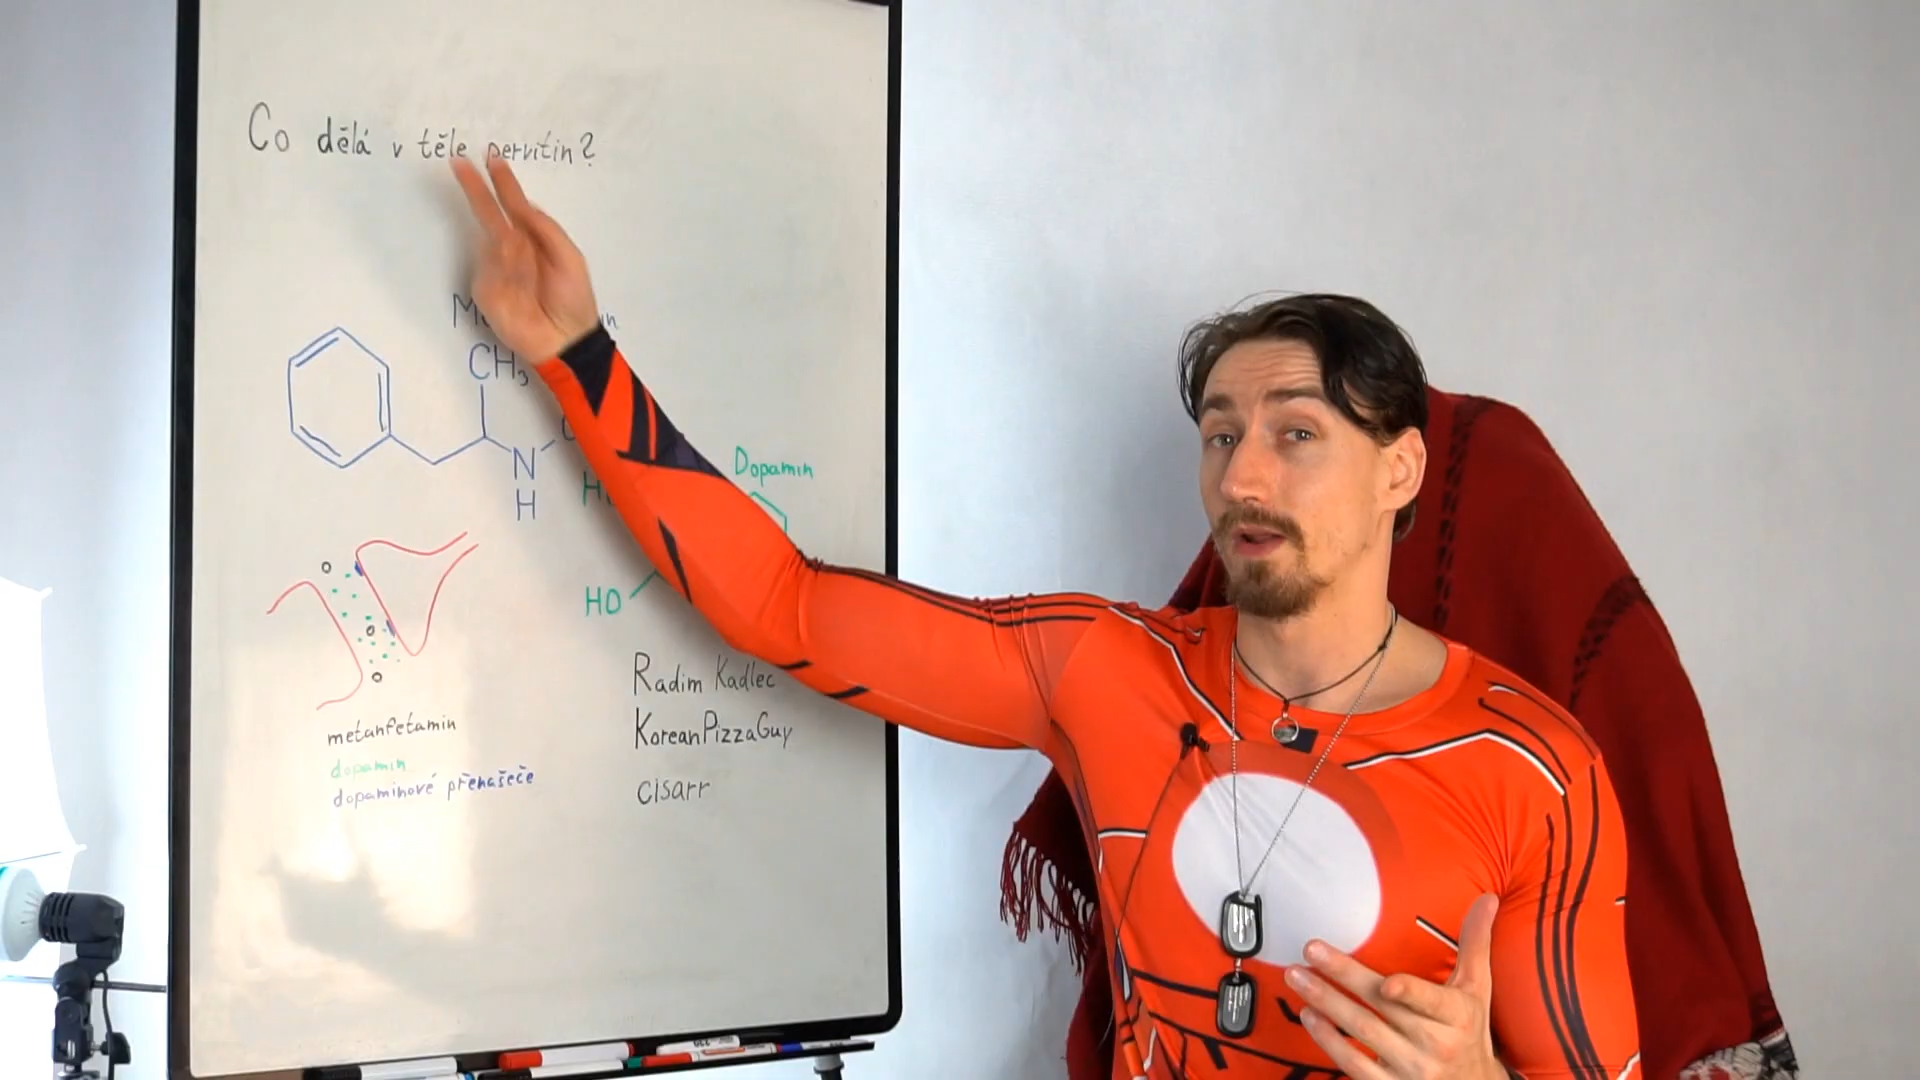 Co dělá v těle pervitin?
CH₃
N
H
Dopamin
HO
metanfetamin
dopamin
dopaminové přenašeče
Radim Kadlec
KoreanPizzaGuy
cisarr